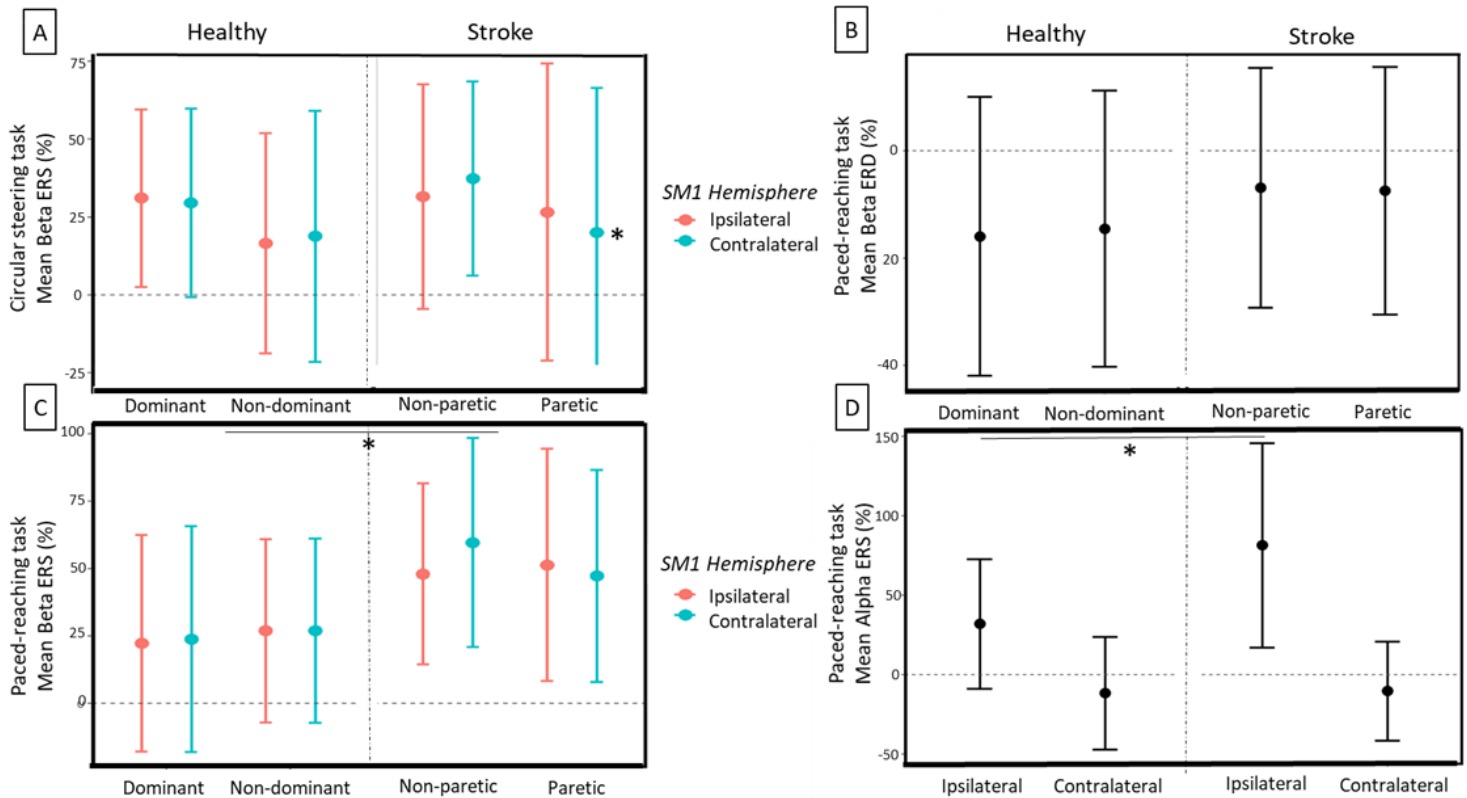 A
Healthy
Stroke
Circular steering task
Mean Beta ERS (%)
75
50
25
0
-25
Dominant
Non-dominant
Non-paretic
Paretic
*
SM1 Hemisphere
Ipsilateral
Contralateral
B
Healthy
Stroke
Paced-reaching task
Mean Beta ERD (%)
0
20
-40
Dominant
Non-dominant
Non-paretic
Paretic
C
Paced-reaching task
Mean Beta ERS (%)
100
75
50
25
0
*
Dominant
Non-dominant
Non-paretic
Paretic
SM1 Hemisphere
Ipsilateral
Contralateral
D
Paced-reaching task
Mean Alpha ERS (%)
150
100
50
0
-50
*
Ipsilateral
Contralateral
Ipsilateral
Contralateral